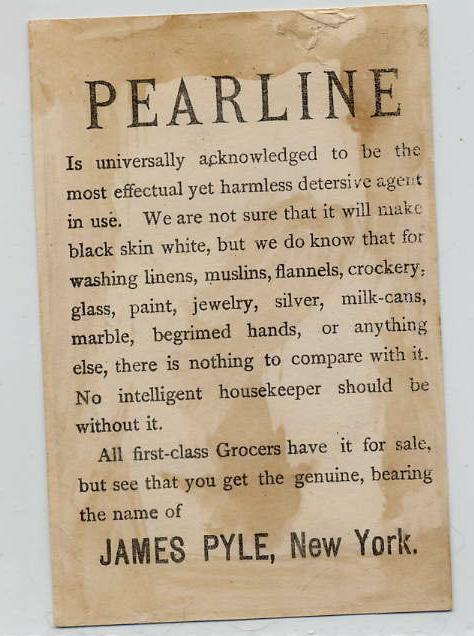 PEARLINE
Is universally acknowledged to be the
most effectual yet harmless detersive agent
in use. We are not sure that it will make
black skin white, but we do know that for
washing linens, muslins, flannels, crockery,
glass, paint, jewelry, silver, milk-cans,
marble, begrimed hands, or anything
else, there is nothing to compare with it.
No intelligent housekeeper should be
without it.
All first-class Grocers have it for sale,
but see that you get the genuine, bearing
the name of
JAMES PYLE, New York.